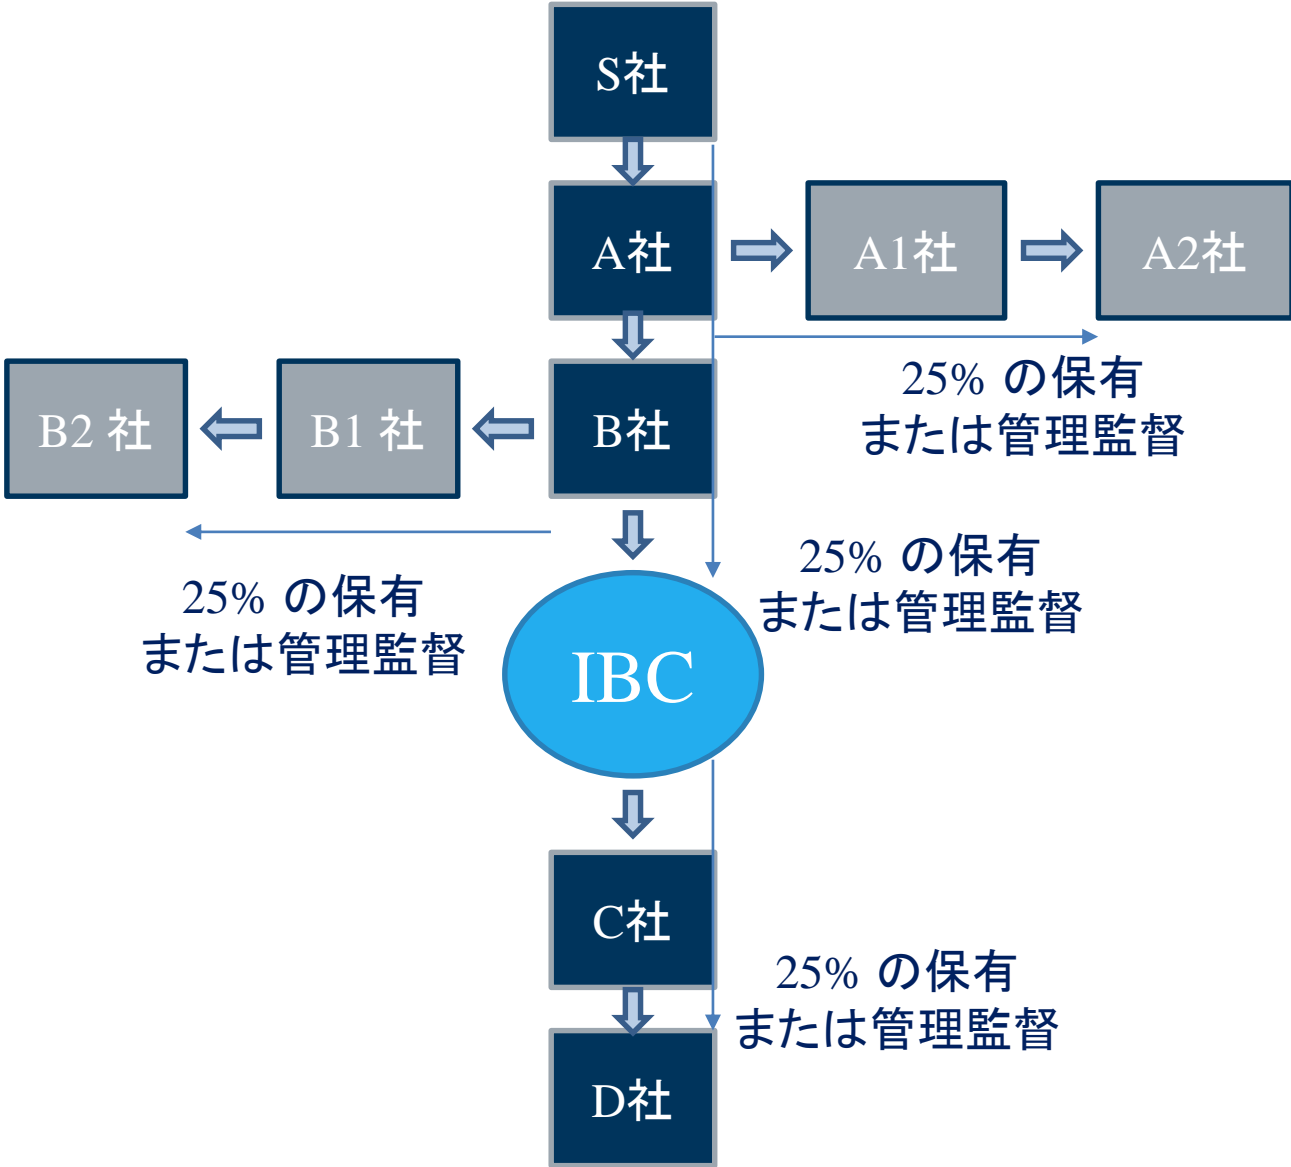 S社
A社
A1社
A2社
25% の保有
または管理監督
B2 社
B1 社
B社
25% の保有
または管理監督
25% の保有
または管理監督
IBC
C社
25% の保有
または管理監督
D社